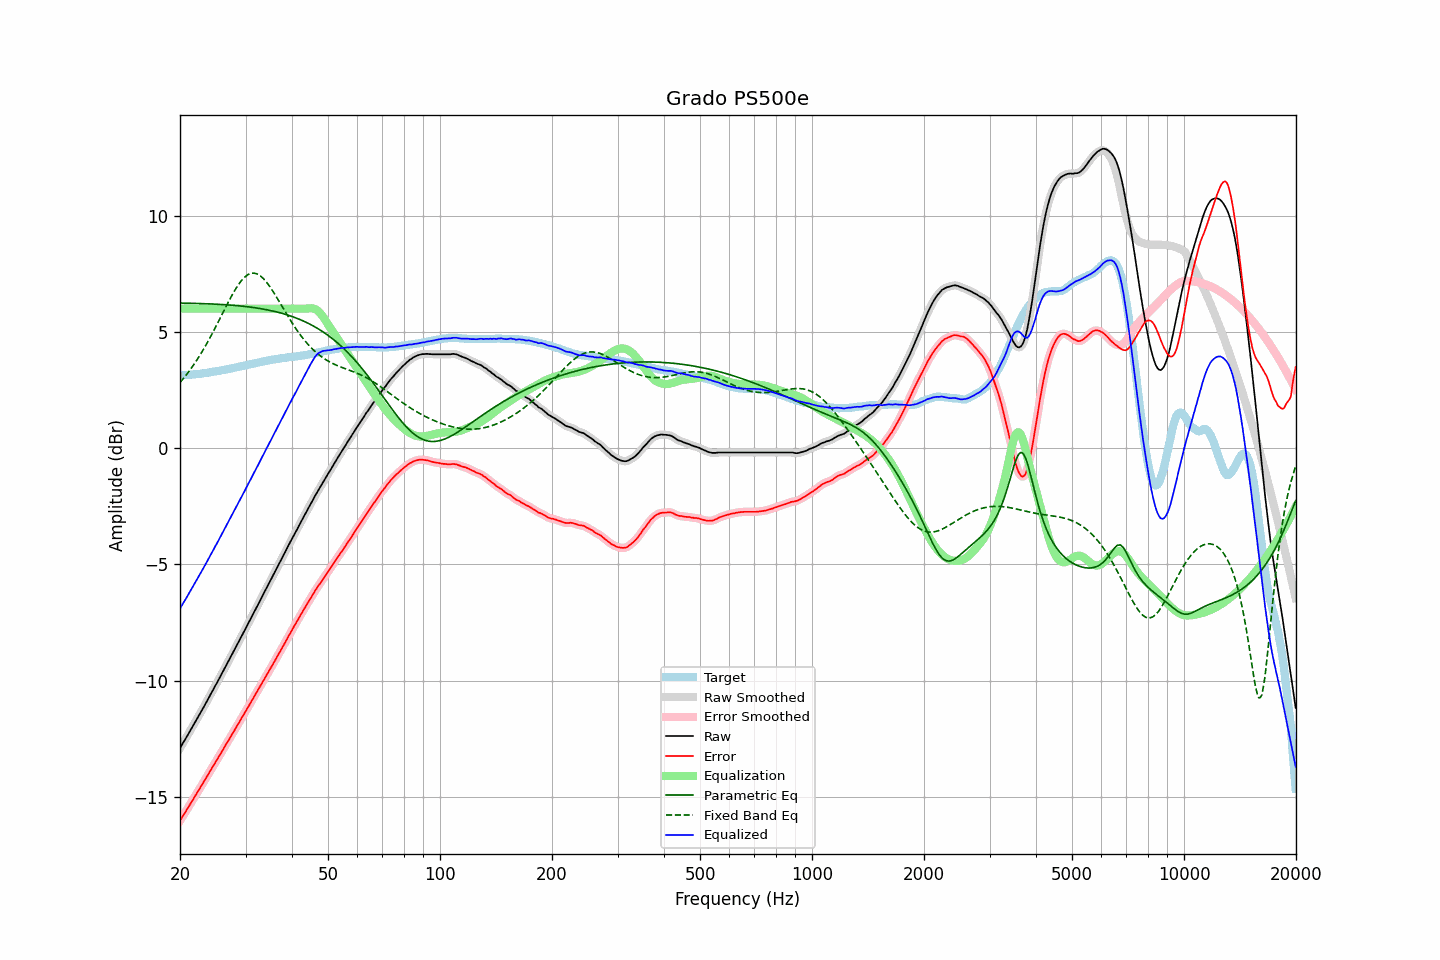 Grado PS500e
Amplitude (dBr)
10
5
0
−5
−10
−15
Target
Raw Smoothed
Error Smoothed
Raw
Error
Equalization
Parametric Eq
Fixed Band Eq
Equalized
20 50 100 200 500 1000 2000 5000 10000 20000
Frequency (Hz)